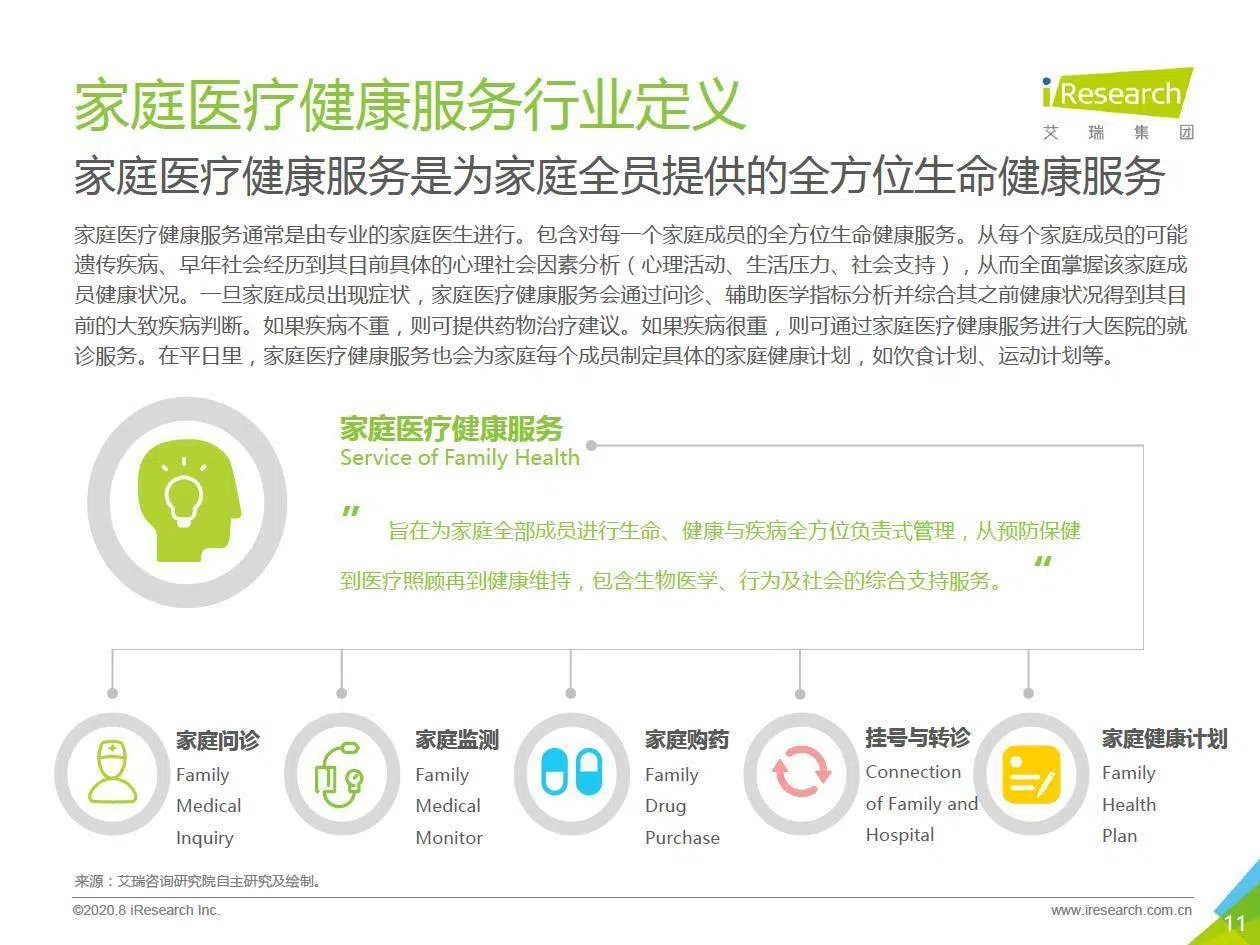 家庭医疗健康服务行业定义
iResearch
艾瑞集团
家庭医疗健康服务是为家庭全员提供的全方位生命健康服务
家庭医疗健康服务通常是由专业的家庭医生进行。包含对每一个家庭成员的全方位生命健康服务。从每个家庭成员的可能
遗传疾病、早年社会经历到其目前具体的心理社会因素分析（心理活动、生活压力、社会支持），从而全面掌握该家庭成
员健康状况。一旦家庭成员出现症状，家庭医疗健康服务会通过问诊、辅助医学指标分析并综合其之前健康状况得到其目
前的大致疾病判断。如果疾病不重，则可提供药物治疗建议。如果疾病很重，则可通过家庭医疗健康服务进行大医院的就
诊服务。在平日里，家庭医疗健康服务也会为家庭每个成员制定具体的家庭健康计划，如饮食计划、运动计划等。
家庭医疗健康服务
Service of Family Health
”旨在为家庭全部成员进行生命、健康与疾病全方位负责式管理，从预防保健
到医疗照顾再到健康维持，包含生物医学、行为及社会的综合支持服务。“
家庭问诊
Family
Medical
Inquiry
家庭监测
Family
Medical
Monitor
家庭购药
Family
Drug
Purchase
挂号与转诊
Connection
of Family and
Hospital
家庭健康计划
Family
Health
Plan
来源：艾瑞咨询研究院自主研究及绘制。
©2020.8 iResearch Inc.
www.iresearch.com.cn
11